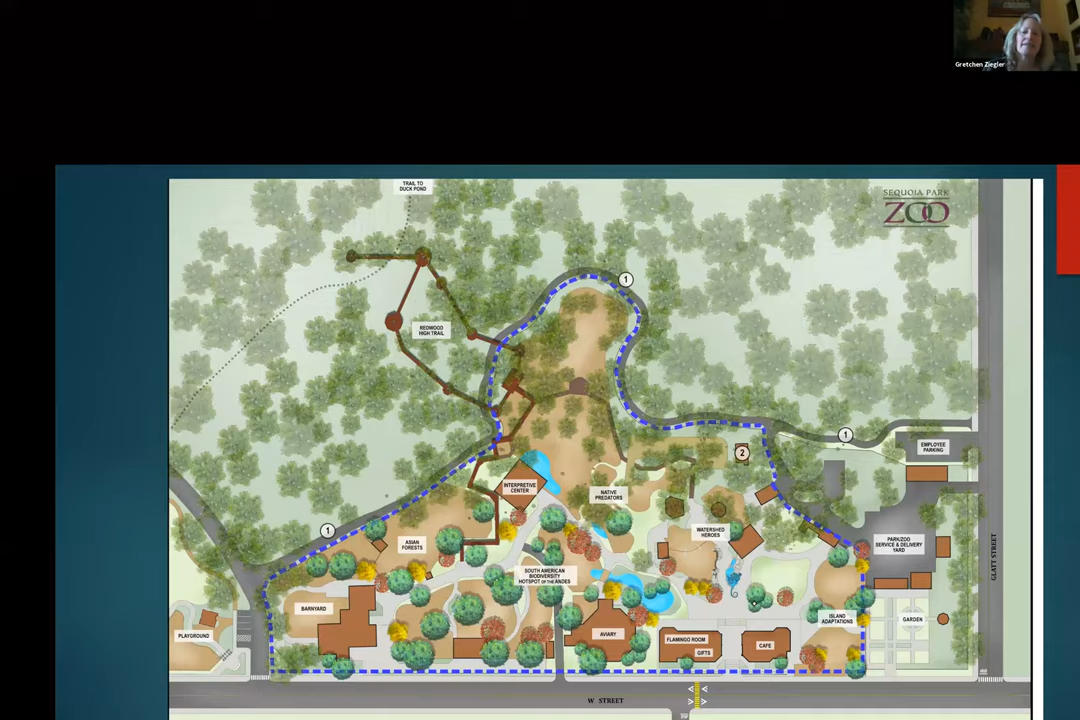 Gretchen Ziegler
TRAIL TO
DUCK POND
SEQUOIA PARK
ZOO
1
REDWOOD
HIGH TRAIL
1
EMPLOYEE
PARKING
2
INTERPRETIVE
CENTER
NATIVE
PREDATORS
1
WATERSHED
HEROES
ASIAN
FORESTS
PARK/ZOO
SERVICE & DELIVERY
YARD
GLATT STREET
SOUTH AMERICAN
BIODIVERSITY
HOTSPOT OF THE ANDES
BARNYARD
ISLAND
ADAPTATIONS
GARDEN
PLAYGROUND
AVIARY
FLAMINGO ROOM
GIFTS
CAFE
W STREET